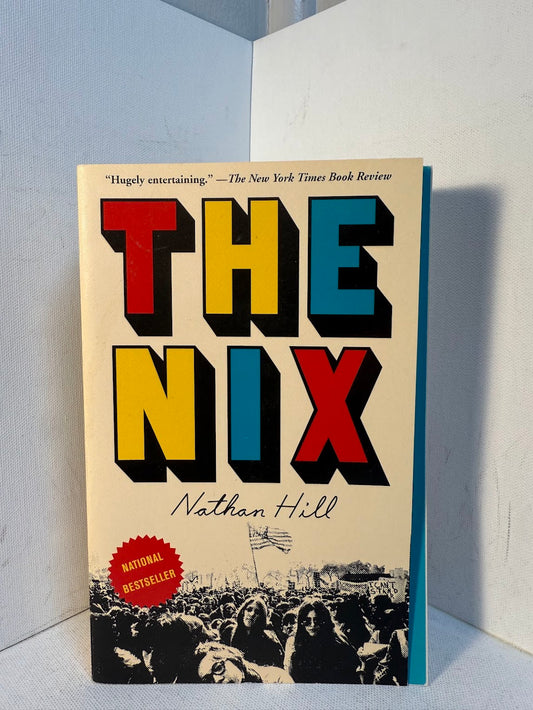 “Hugely entertaining.” —The New York Times Book Review
THE
NIX
Nathan Hill
NATIONAL
BESTSELLER